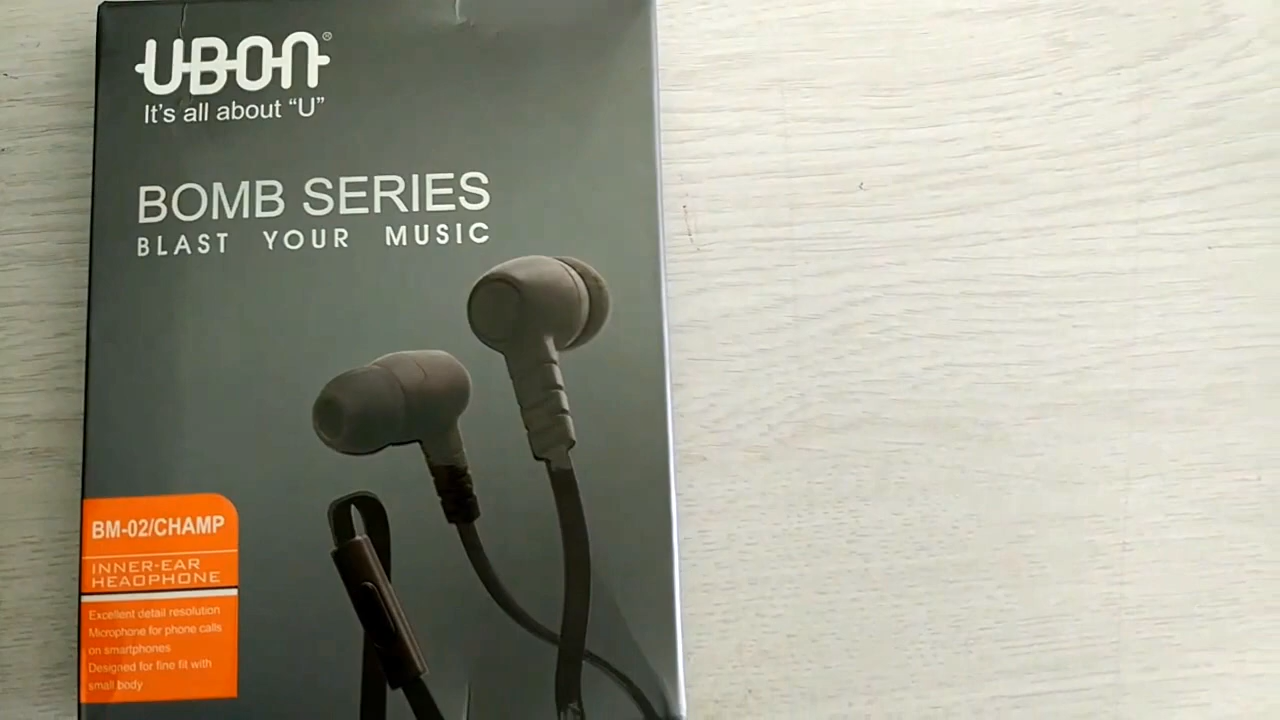 UBON®
It's all about "U"
BOMB SERIES
BLAST YOUR MUSIC
BM-02/CHAMP
INNER-EAR
HEADPHONE
Excellent detail resolution
Microphone for phone calls
on smartphones
Designed for fine fit with
small body